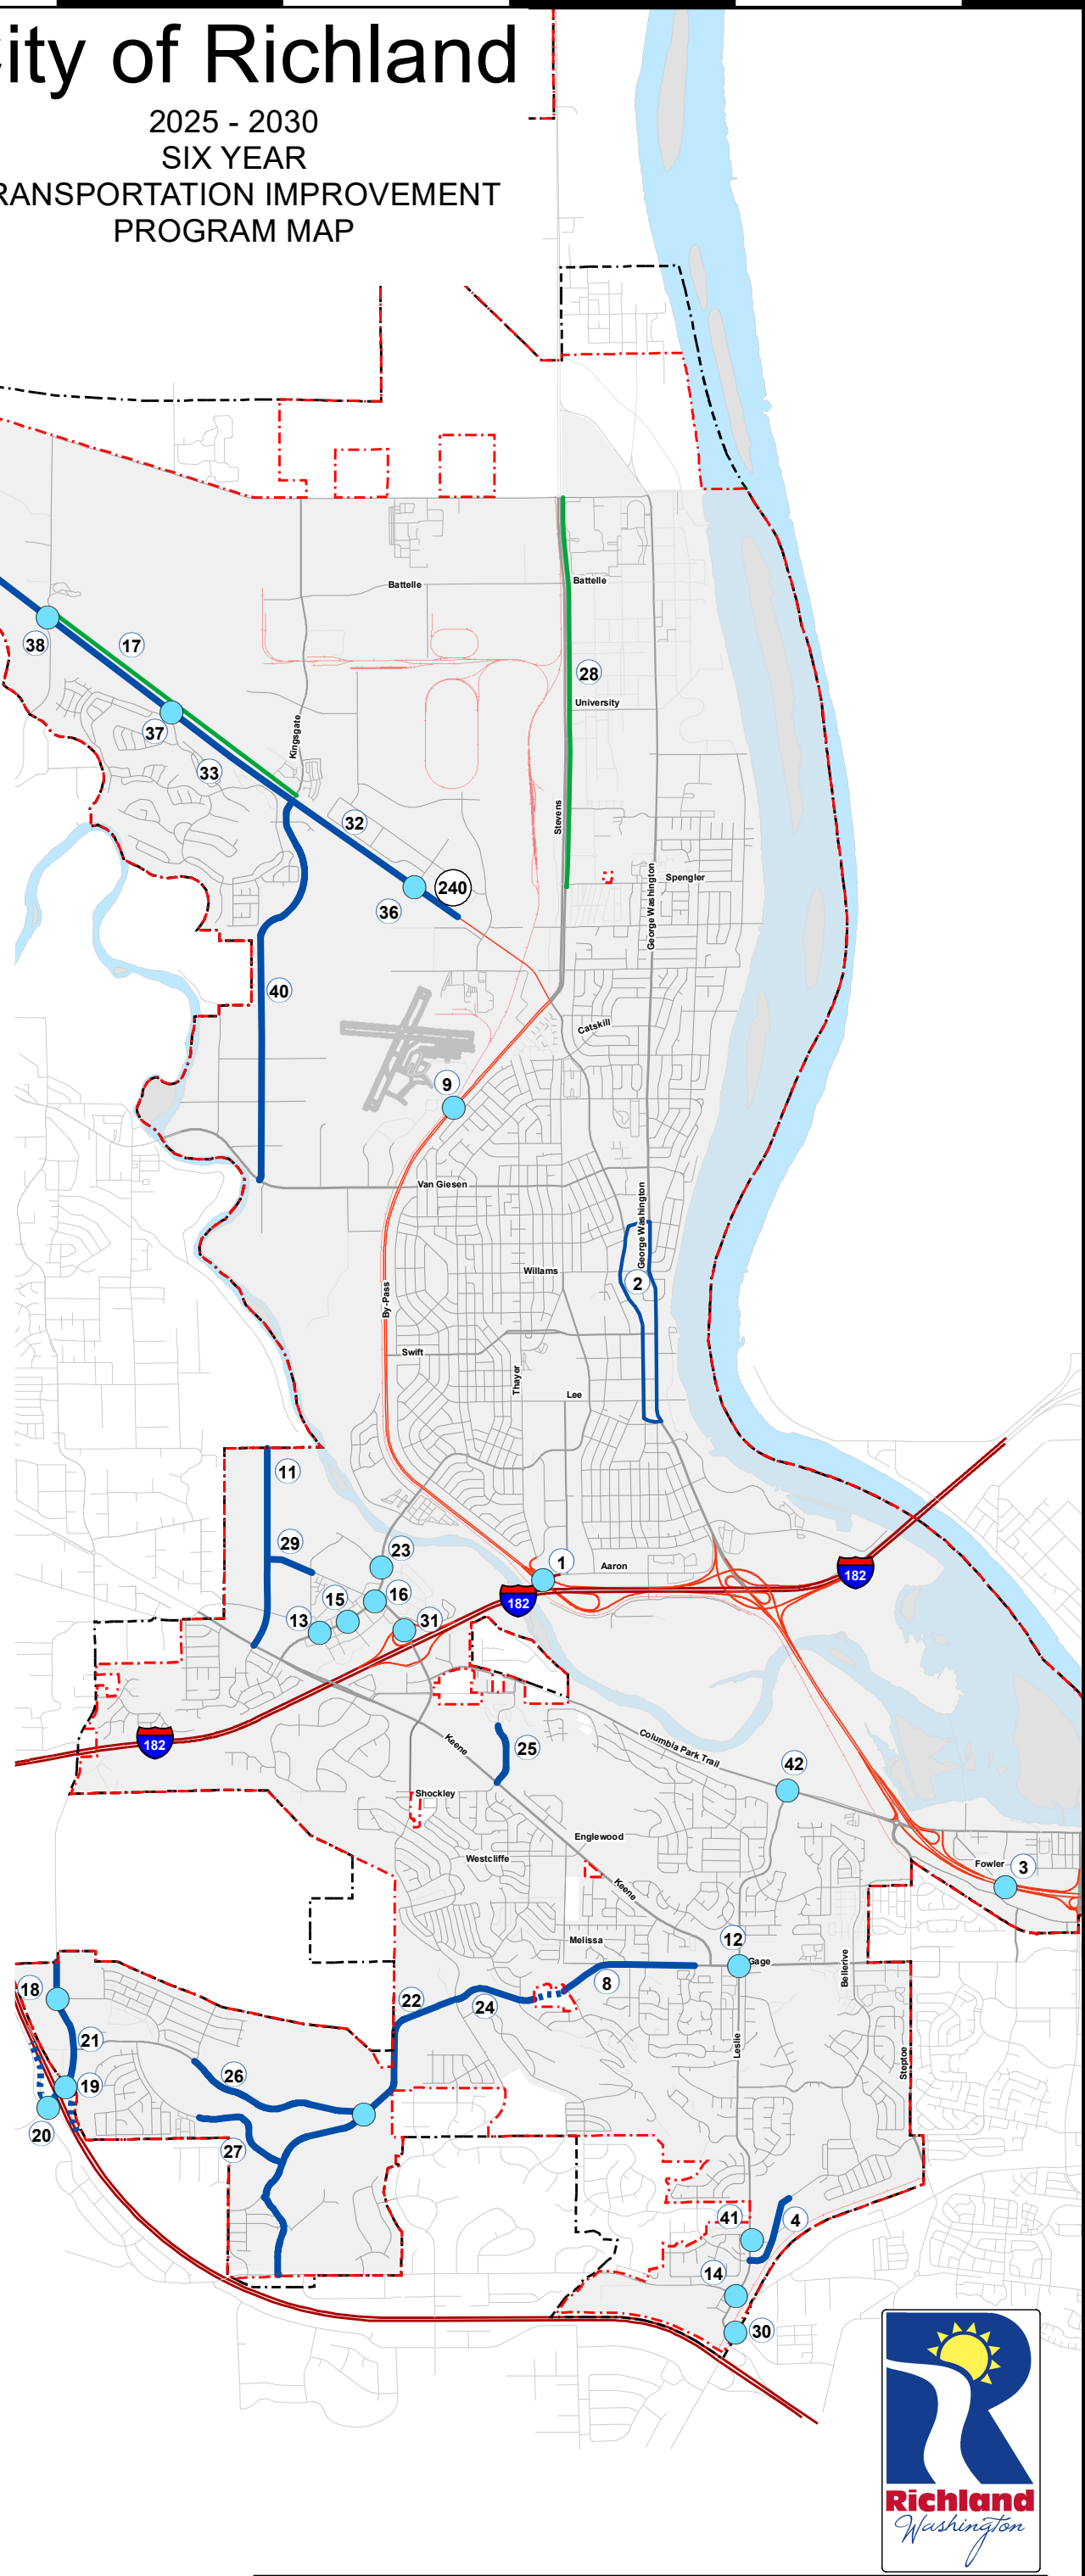 ity of Richland
2025 - 2030
SIX YEAR
RANSPORTATION IMPROVEMENT
PROGRAM MAP
Battelle
Battelle
38
17
28
University
37
Kingsgate
33
32
Stevens
240
Spengler
36
George Washington
40
Catskill
9
Van Giesen
George Washington
Willams
2
By-Pass
Swift
Thayer
Lee
11
29
23
1
Aaron
182
182
15
16
13
31
182
Keene
25
Columbia Park Trail
42
Shockley
Englewood
Westcliffe
Fowler
3
Keene
12
Melissa
Gage
Bellerive
18
22
8
24
21
Leslie
Steptoe
26
19
20
27
41
4
14
30
Richland
Washington